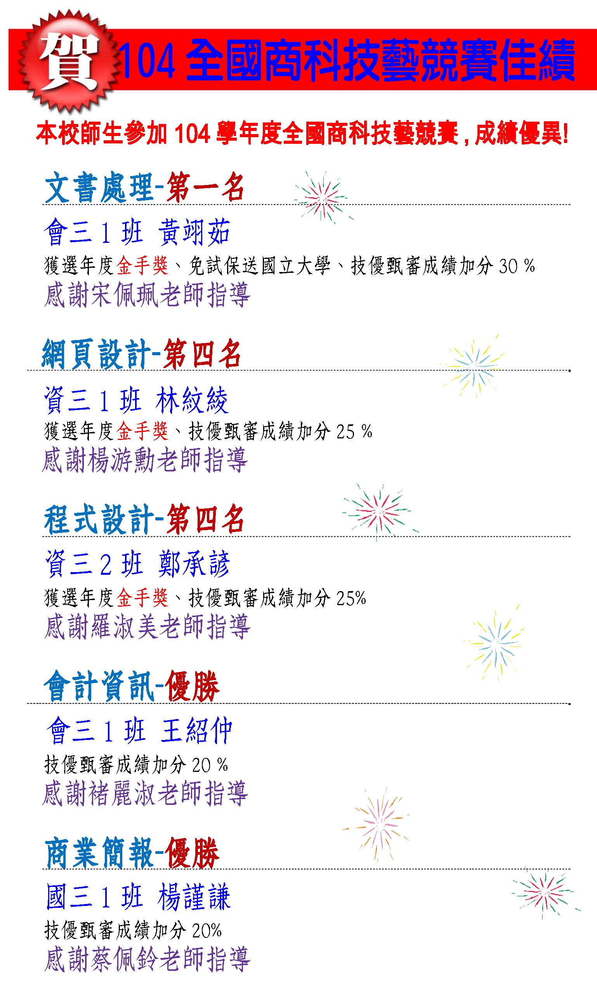 賀 104 全國商科技藝競賽佳績
本校師生參加 104 學年度全國商科技藝競賽,成績優異!
文書處理-第一名
會三 1 班 黃翊茹
獲選年度金手獎、免試保送國立大學、技優甄審成績加分 30 %
感謝宋佩珮老師指導
網頁設計-第四名
資三 1 班 林紋綾
獲選年度金手獎、技優甄審成績加分 25 %
感謝楊游勳老師指導
程式設計-第四名
資三 2 班 鄭承諺
獲選年度金手獎、技優甄審成績加分 25%
感謝羅淑美老師指導
會計資訊-優勝
會三 1 班 王紹仲
技優甄審成績加分 20 %
感謝褚麗淑老師指導
商業簡報-優勝
國三 1 班 楊謹謙
技優甄審成績加分 20%
感謝蔡佩鈴老師指導